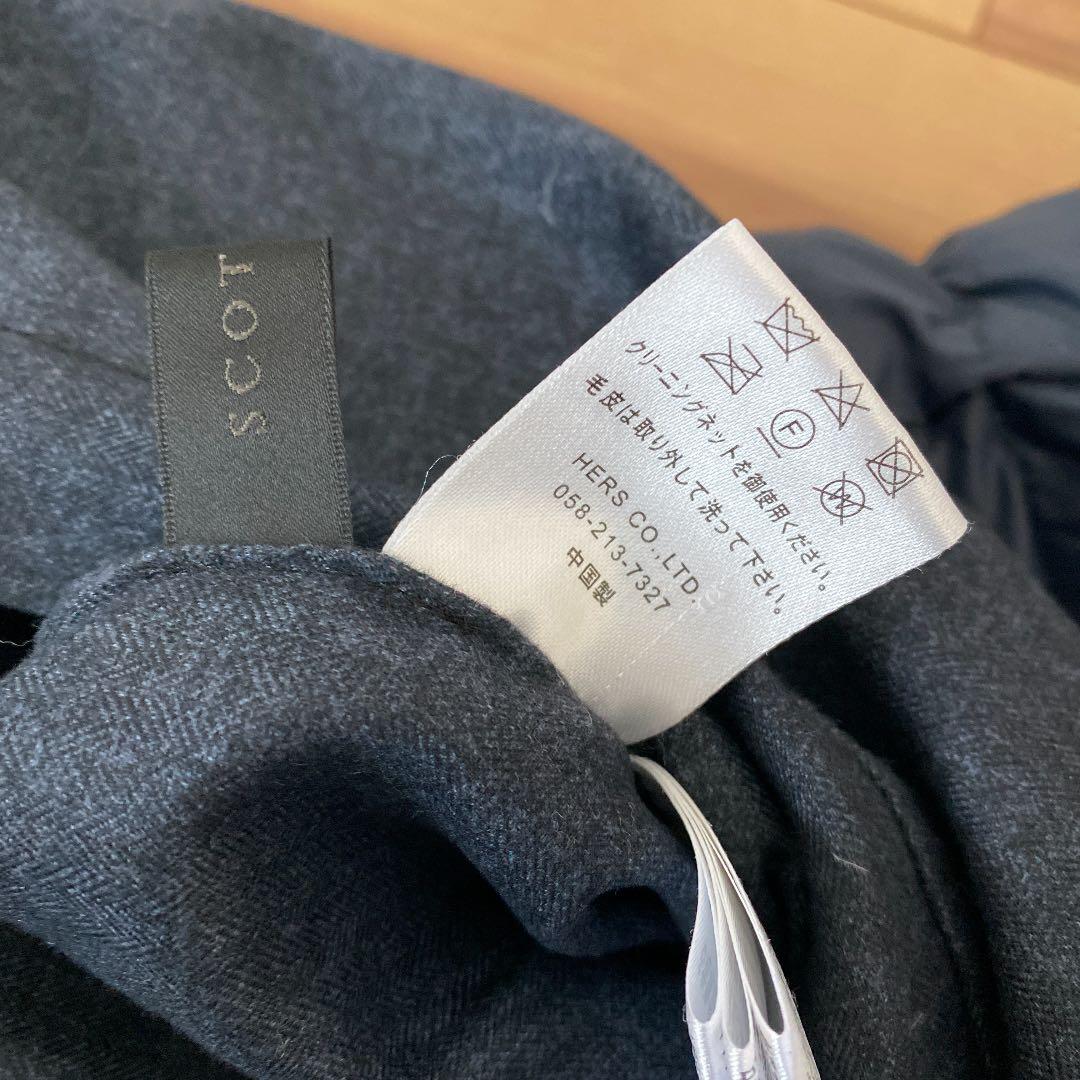 SCOT
F
W
クリーニングネットを御使用ください。
毛皮は取り外して洗って下さい。
HERS CO.,LTD.
058-213-7327
中国製